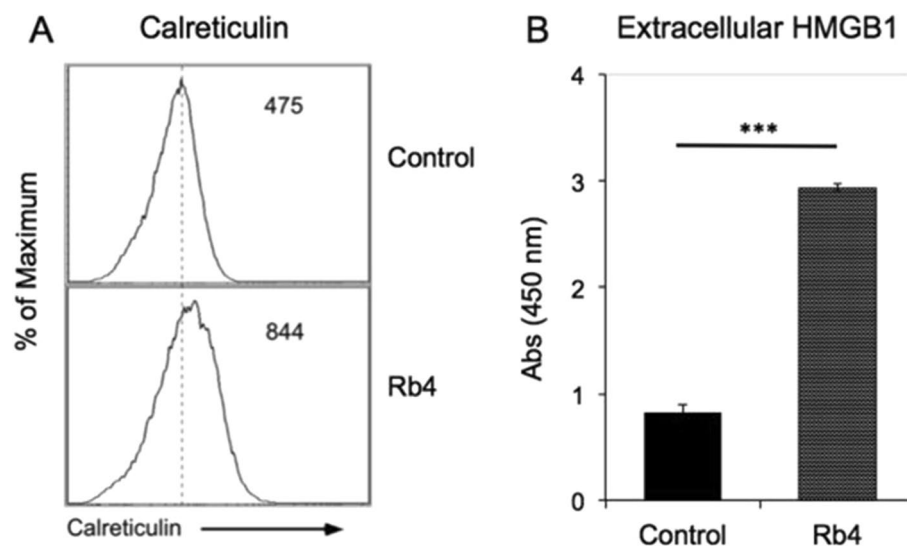 A Calreticulin
% of Maximum
475
Control
844
Rb4
Calreticulin
B Extracellular HMGB1
Abs (450 nm)
4
3
2
1
0
***
Control Rb4